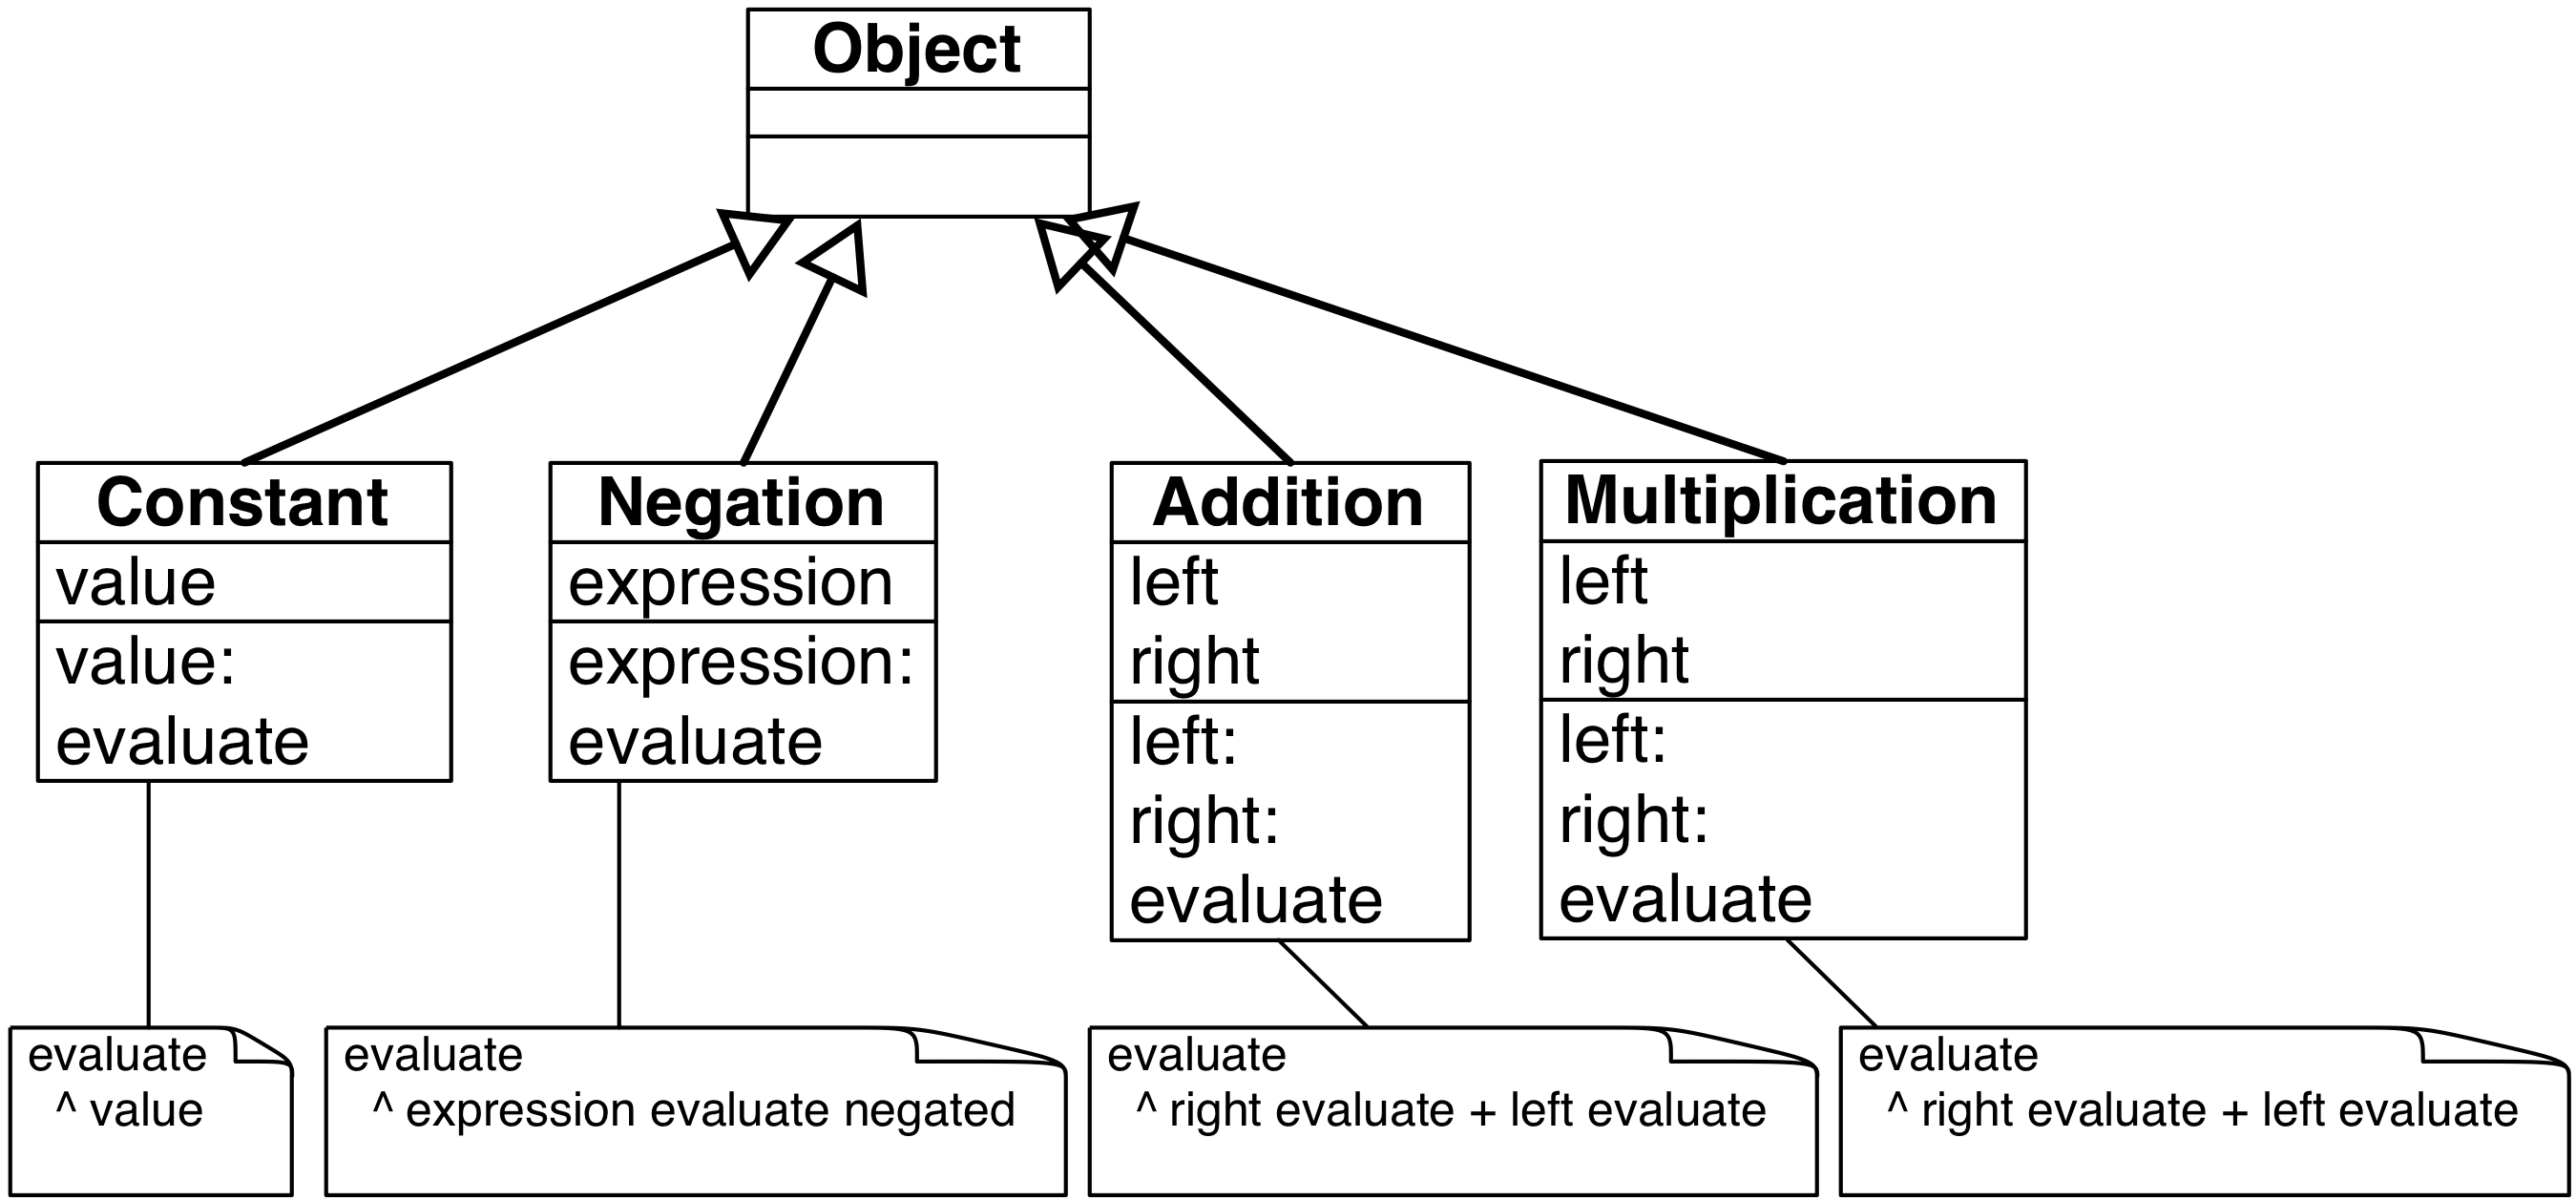 Object
Constant
value
value:
evaluate
Negation
expression
expression:
evaluate
Addition
left
right
left:
right:
evaluate
Multiplication
left
right
left:
right:
evaluate
evaluate
^ value
evaluate
^ expression evaluate negated
evaluate
^ right evaluate + left evaluate
evaluate
^ right evaluate + left evaluate